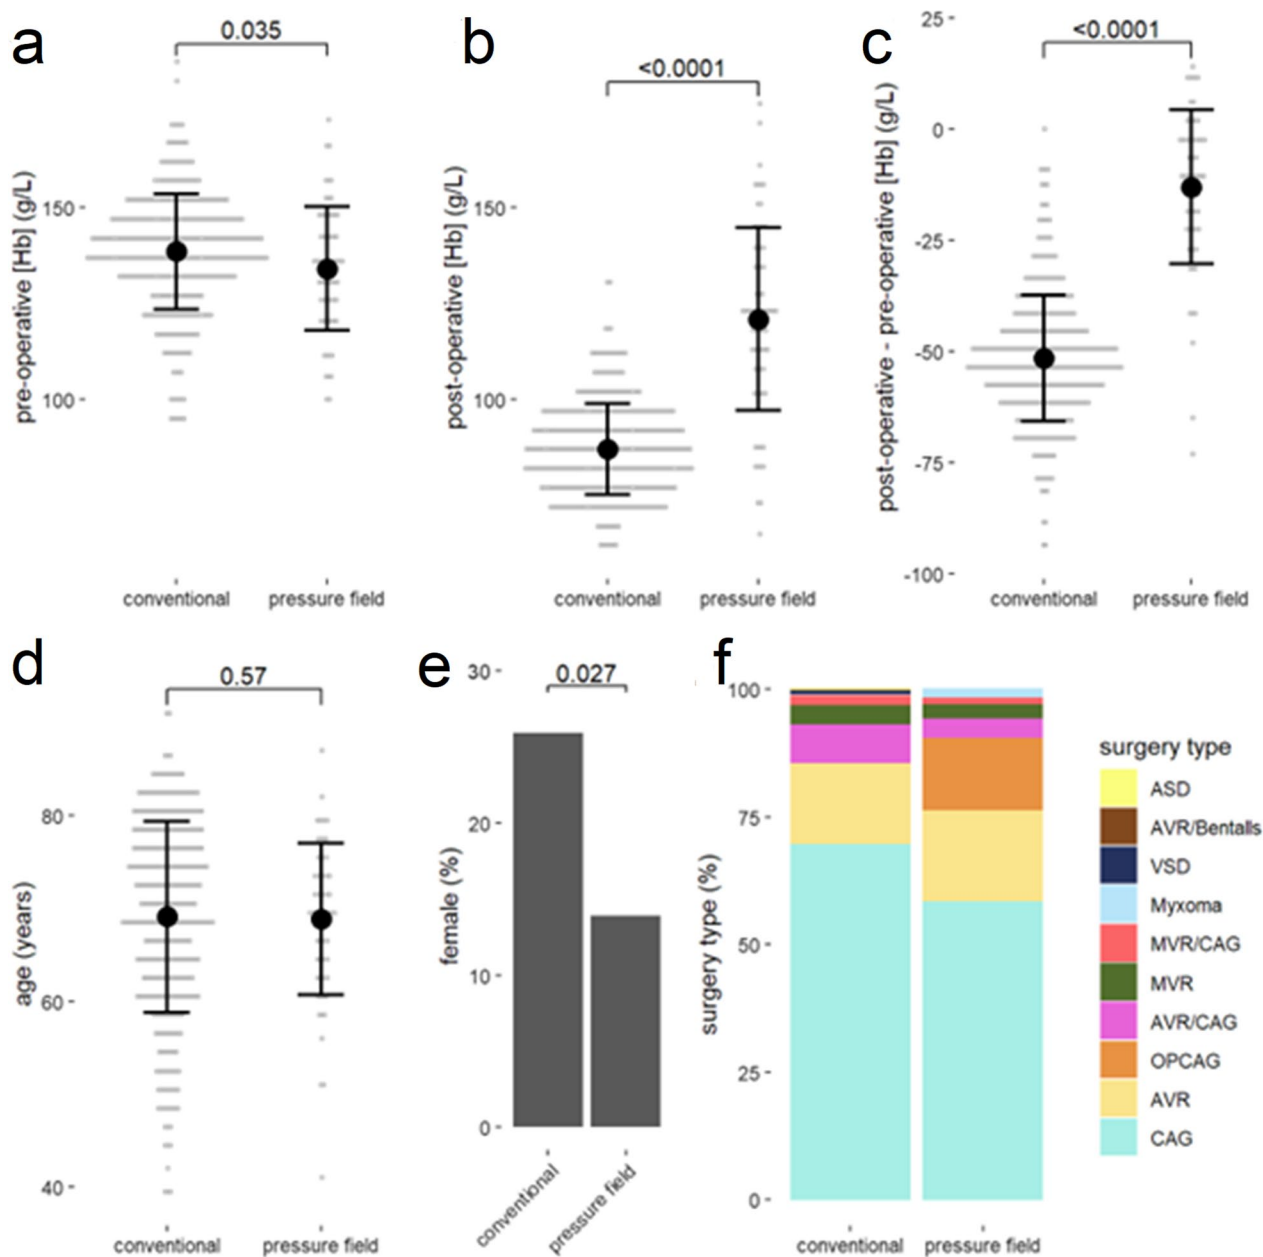 a
0.035
pre-operative [Hb] (g/L)
150
100
conventional
pressure field
b
<0.0001
post-operative [Hb] (g/L)
150
100
conventional
pressure field
c
<0.0001
post-operative - pre-operative [Hb] (g/L)
25
0
-25
-50
-75
-100
conventional
pressure field
d
0.57
age (years)
80
60
40
conventional
pressure field
e
0.027
female (%)
30
20
10
0
conventional
pressure field
f
surgery type (%)
100
75
50
25
0
conventional
pressure field
surgery type
ASD
AVR/Bentalls
VSD
Myxoma
MVR/CAG
MVR
AVR/CAG
OPCAG
AVR
CAG